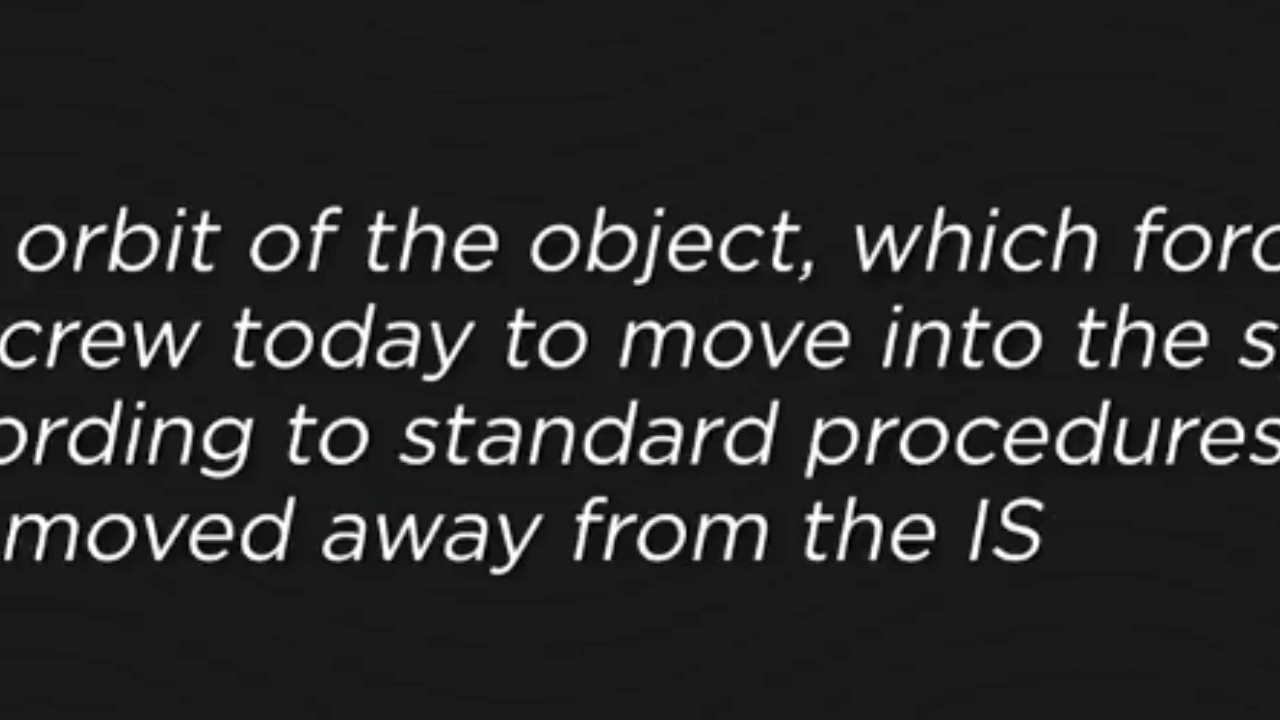 orbit of the object, which forc
crew today to move into the s
ording to standard procedures
moved away from the IS